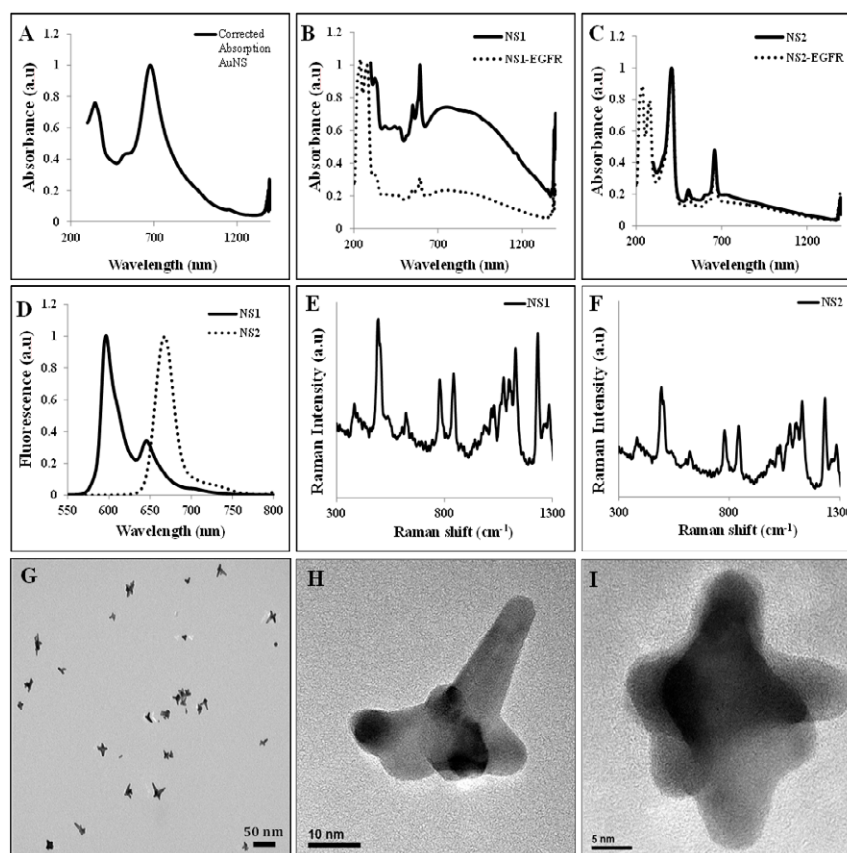 A
Corrected
Absorption
AuNS
Absorbance (a.u)
1.2
1
0.8
0.6
0.4
0.2
0
200
700
1200
Wavelength (nm)
B
NS1
NS1-EGFR
Absorbance (a.u)
1.2
1
0.8
0.6
0.4
0.2
0
200
700
1200
Wavelength (nm)
C
NS2
NS2-EGFR
Absorbance (a.u)
1.2
1
0.8
0.6
0.4
0.2
0
200
700
1200
Wavelength (nm)
D
NS1
NS2
Fluorescence (a.u)
1.2
1
0.8
0.6
0.4
0.2
0
550
600
650
700
750
800
Wavelength (nm)
E
NS1
Raman Intensity (a.u)
300
800
1300
Raman shift (cm-1)
F
NS2
Raman Intensity (a.u)
300
800
1300
Raman shift (cm-1)
G
50 nm
H
10 nm
I
5 nm